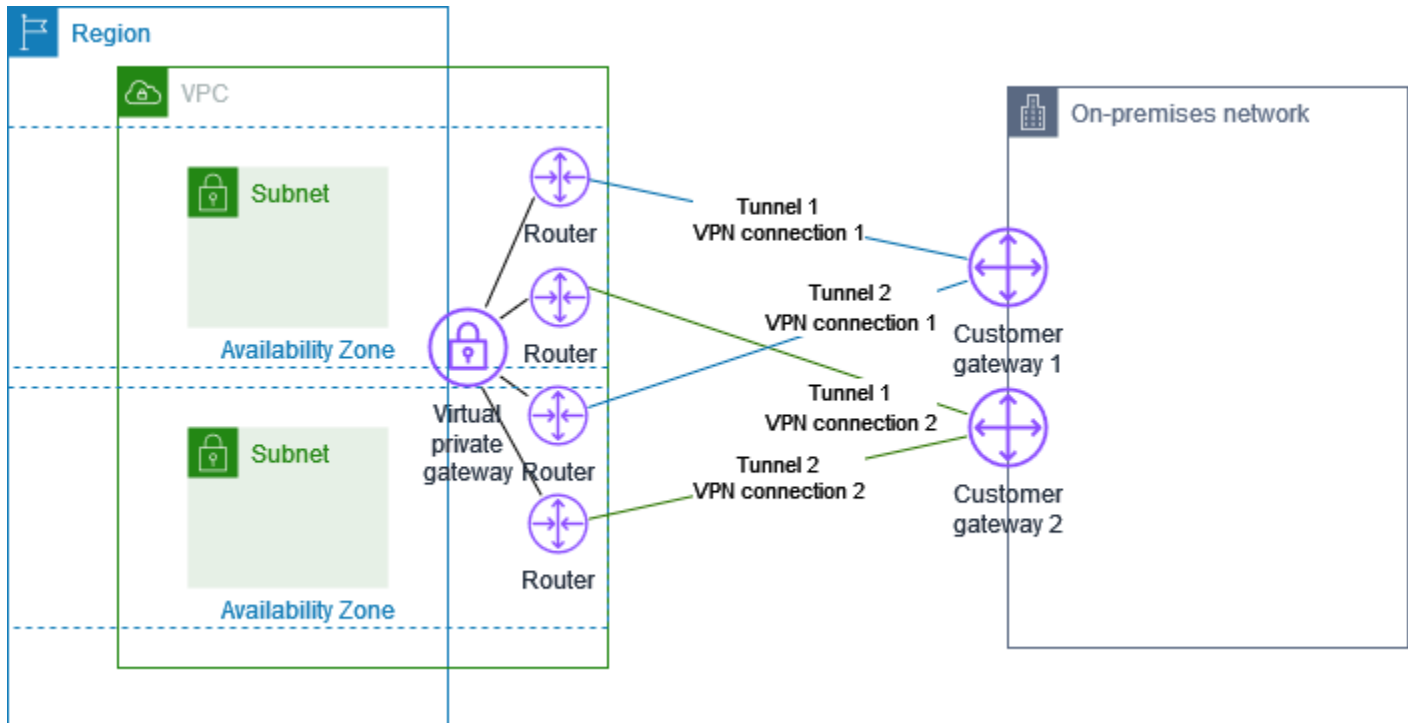 Region
VPC
On-premises network
Subnet
Router
Tunnel 1
VPN connection 1
Tunnel 2
VPN connection 1
Customer
gateway 1
Availability Zone
Router
Tunnel 1
VPN connection 2
Virtual
private
gateway
Subnet
Router
Tunnel 2
VPN connection 2
Customer
gateway 2
Router
Availability Zone